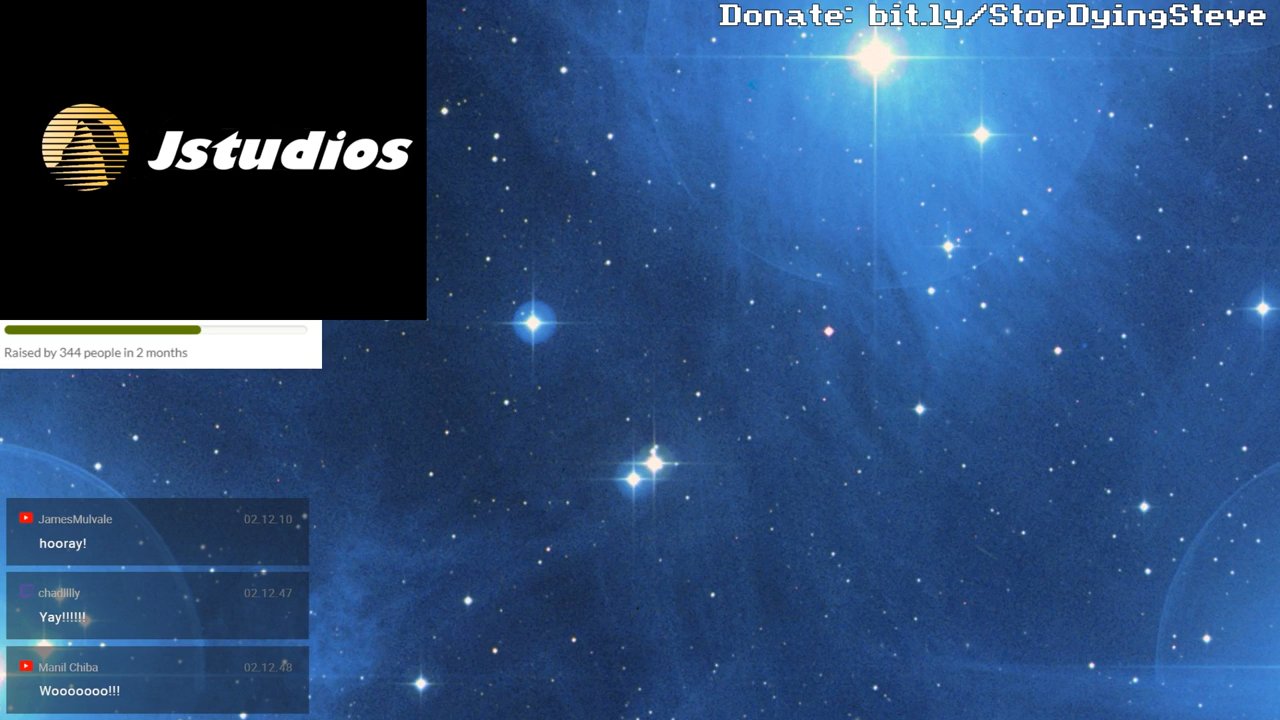 Donate: bit.ly/StopDyingSteve
Jstudios
Raised by 344 people in 2 months
JamesMulvale 02.12.10
hooray!
chadlllly 02.12.47
Yay!!!!!!
Manil Chiba 02.12.48
Wooooooo!!!